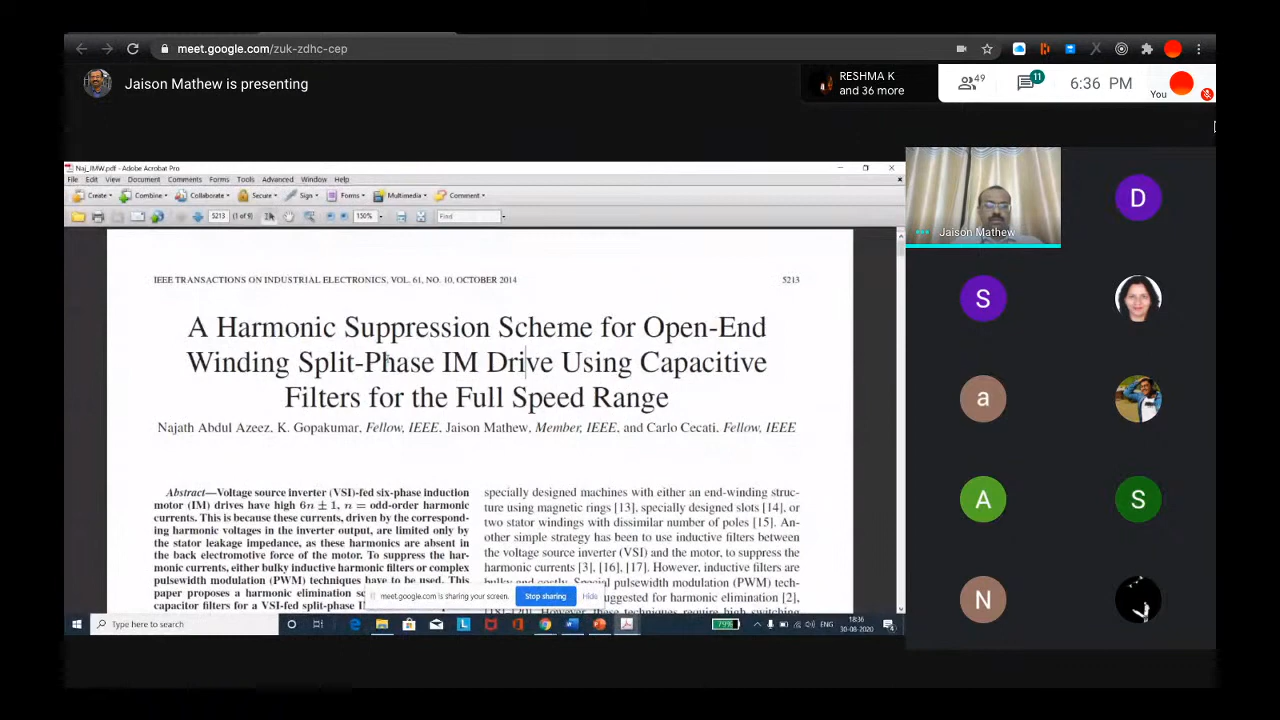 meet.google.com/zuk-zdhc-cep
Jaison Mathew is presenting
RESHMA K
and 36 more
49
11
6:36 PM
You
Naj_JMW.pdf - Adobe Acrobat Pro
File Edit View Document Comments Forms Tools Advanced Window Help
Create Combine Collaborate Secure Sign Forms Multimedia Comment
5213 (1 of 9) 150% Find
IEEE TRANSACTIONS ON INDUSTRIAL ELECTRONICS, VOL. 61, NO. 10, OCTOBER 2014
5213
A Harmonic Suppression Scheme for Open-End
Winding Split-Phase IM Drive Using Capacitive
Filters for the Full Speed Range
Najath Abdul Azeez, K. Gopakumar, Fellow, IEEE, Jaison Mathew, Member, IEEE, and Carlo Cecati, Fellow, IEEE
Abstract—Voltage source inverter (VSI)-fed six-phase induction
motor (IM) drives have high 6n ± 1, n = odd-order harmonic
currents. This is because these currents, driven by the correspond-
ing harmonic voltages in the inverter output, are limited only by
the stator leakage impedance, as these harmonics are absent in
the back electromotive force of the motor. To suppress the har-
monic currents, either bulky inductive harmonic filters or complex
pulsewidth modulation (PWM) techniques have to be used. This
paper proposes a harmonic elimination
capacitor filters for a VSI-fed split-phase
specially designed machines with either an end-winding struc-
ture using magnetic rings [13], specially designed slots [14], or
two stator windings with dissimilar number of poles [15]. An-
other simple strategy has been to use inductive filters between
the voltage source inverter (VSI) and the motor, to suppress the
harmonic currents [3], [16], [17]. However, inductive filters are
bulky and costly. Special pulsewidth modulation (PWM) tech-
suggested for harmonic elimination [2],
However, these techniques require high switching
meet.google.com is sharing your screen. Stop sharing Hide
Type here to search
79%
ENG
18:36
30-08-2020
Jaison Mathew
D
S
a
A
S
N